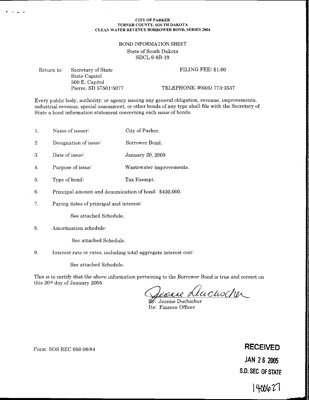 CITY OF PARKER
TURNER COUNTY, SOUTH DAKOTA
CLEAN WATER REVENUE BORROWER BOND, SERIES 2004
BOND INFORMATION SHEET
State of South Dakota
SDCL 6-8B-19
Return to: Secretary of State FILING FEE: $1.00
State Capitol
500 E. Capitol
Pierre, SD 57501-5077 TELEPHONE: #(605) 773-3537
Every public body, authority, or agency issuing any general obligation, revenue, improvements,
industrial revenue, special assessment, or other bonds of any type shall file with the Secretary of
State a bond information statement concerning each issue of bonds.
1. Name of issuer: City of Parker.
2. Designation of issue: Borrower Bond.
3. Date of issue: January 20, 2005
4. Purpose of issue: Wastewater improvements.
5. Type of bond: Tax Exempt.
6. Principal amount and denomination of bond: $430,000.
7. Paying dates of principal and interest:
See attached Schedule.
8. Amortization schedule:
See attached Schedule.
9. Interest rate or rates, including total aggregate interest cost:
See attached Schedule.
This is to certify that the above information pertaining to the Borrower Bond is true and correct on
this 20th day of January 2005.
Jeanie Duchscher
By: Jeanie Duchscher
Its: Finance Officer
Form: SOS REC 050 08/84
RECEIVED
JAN 26 2005
S.D. SEC. OF STATE